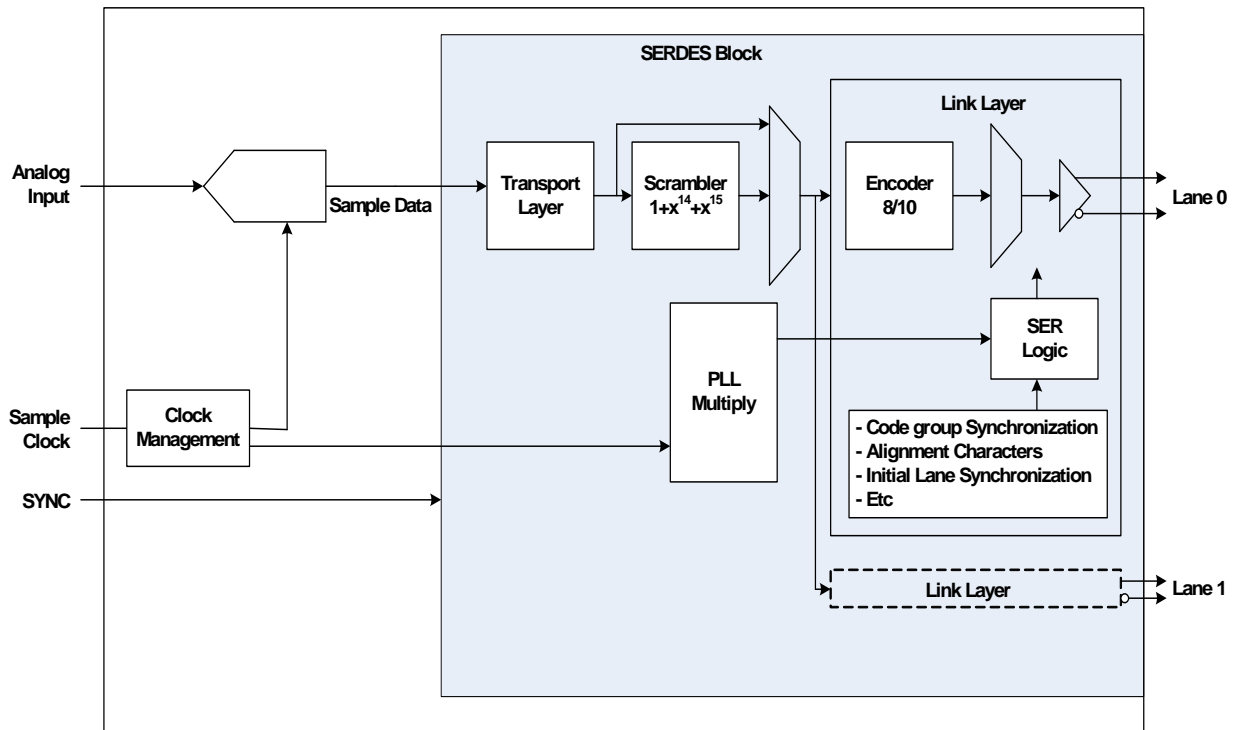 SERDES Block
Link Layer
Analog
Input
Sample Data
Transport
Layer
Scrambler
1+x¹⁴+x¹⁵
Encoder
8/10
Lane 0
SER
Logic
PLL
Multiply
Sample
Clock
Clock
Management
- Code group Synchronization
- Alignment Characters
- Initial Lane Synchronization
- Etc
SYNC
Link Layer
Lane 1